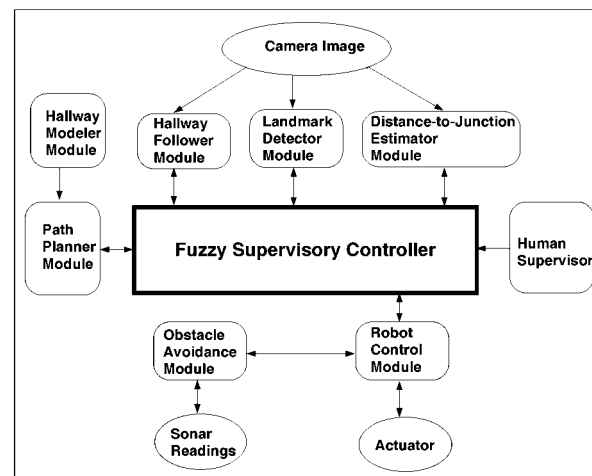 Camera Image
Hallway
Modeler
Module
Hallway
Follower
Module
Landmark
Detector
Module
Distance-to-Junction
Estimator
Module
Path
Planner
Module
Fuzzy Supervisory Controller
Human
Supervisor
Obstacle
Avoidance
Module
Robot
Control
Module
Sonar
Readings
Actuator